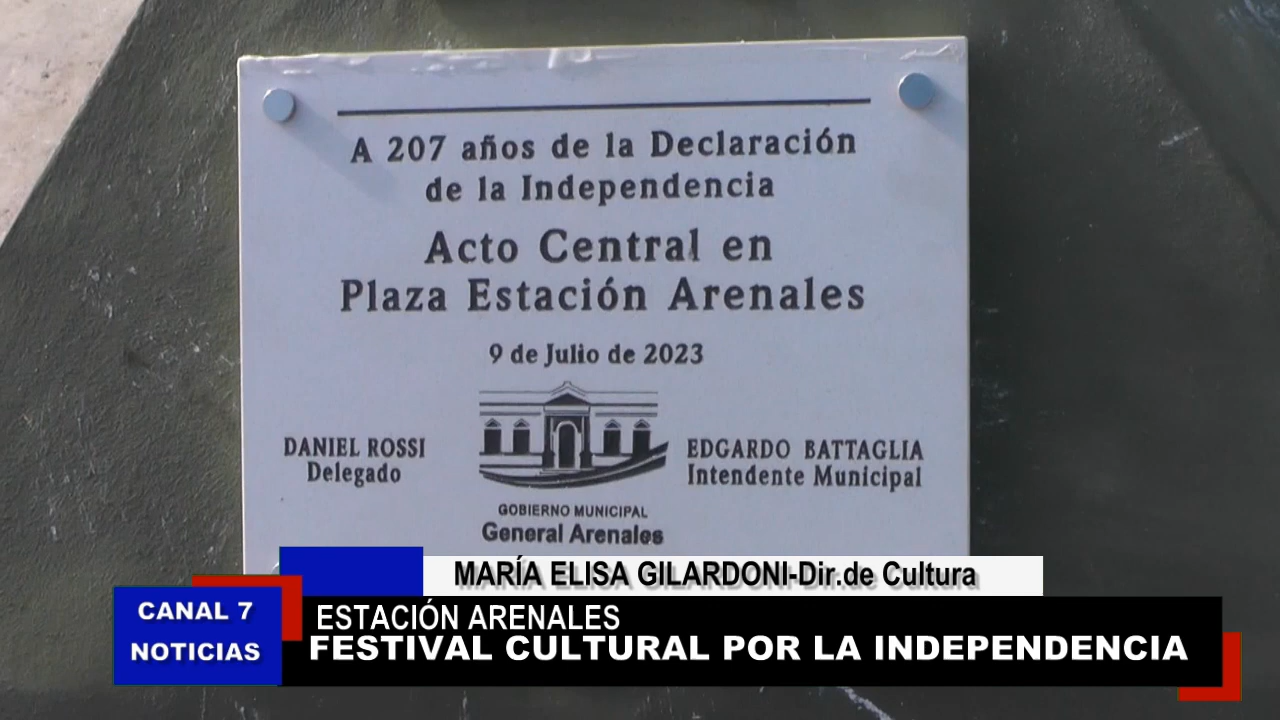 A 207 años de la Declaración
de la Independencia
Acto Central en
Plaza Estación Arenales
9 de Julio de 2023
DANIEL ROSSI
Delegado
EDGARDO BATTAGLIA
Intendente Municipal
GOBIERNO MUNICIPAL
General Arenales
MARÍA ELISA GILARDONI-Dir.de Cultura
CANAL 7
NOTICIAS
ESTACIÓN ARENALES
FESTIVAL CULTURAL POR LA INDEPENDENCIA